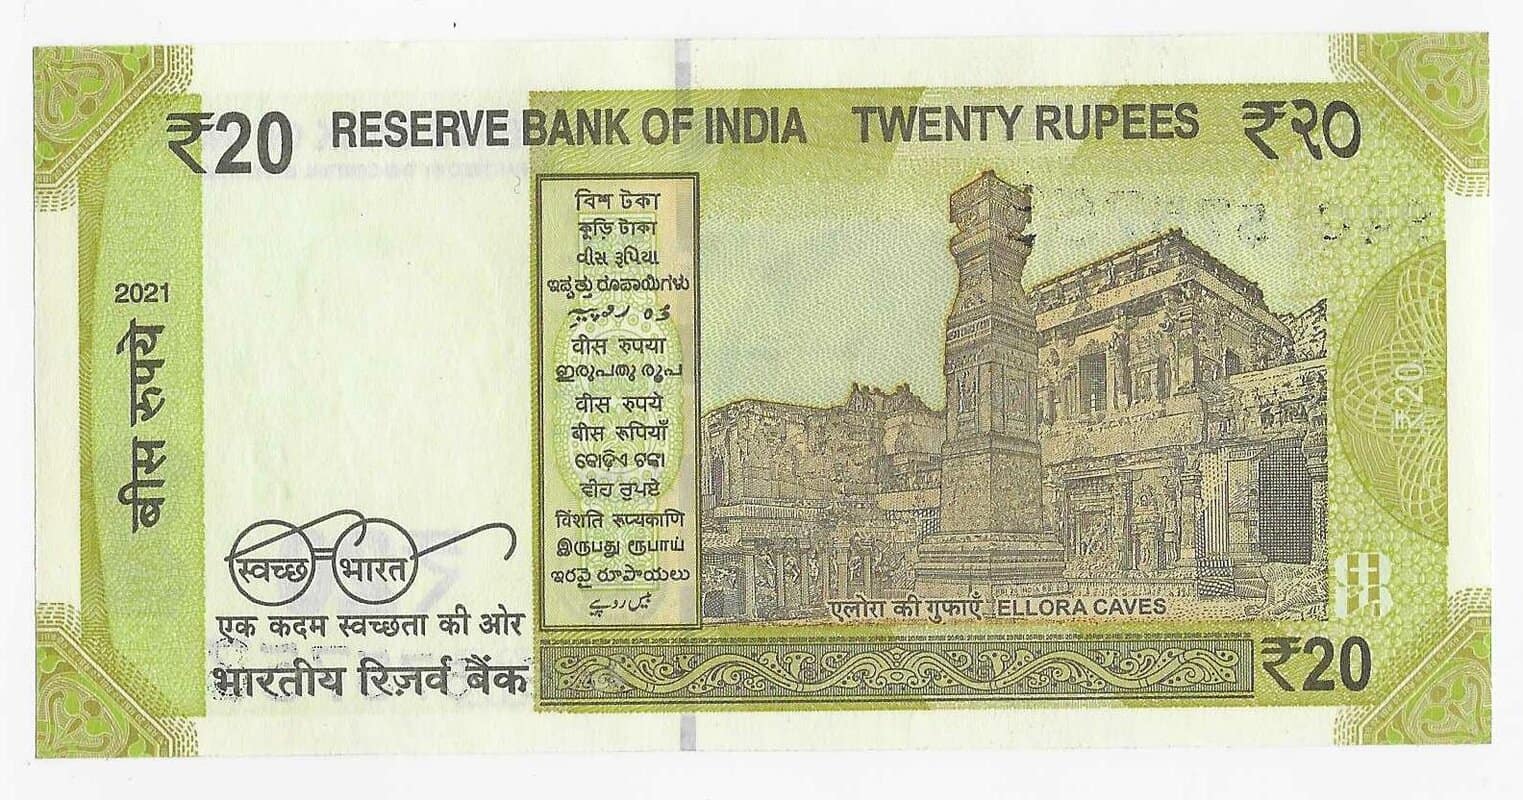 ₹20 RESERVE BANK OF INDIA TWENTY RUPEES ₹२०
2021
बीस रुपये
বিশ টকা
কুড়ি টাকা
વીસ રૂપિયા
ಇಪ್ಪತ್ತು ರೂಪಾಯಿಗಳು
वीस रुपया
ഇരുപതു രൂപ
वीस रुपये
बीस रूपियाँ
କୋଡ଼ିଏ ଟଙ୍କା
ਵੀਹ ਰੁਪਏ
विंशति रूप्यकाणि
இருபது ரூபாய்
ఇరవై రూపాయలు
بیس روپے
₹20
स्वच्छ भारत
एक कदम स्वच्छता की ओर
भारतीय रिज़र्व बैंक
एलोरा की गुफाएँ ELLORA CAVES
₹20